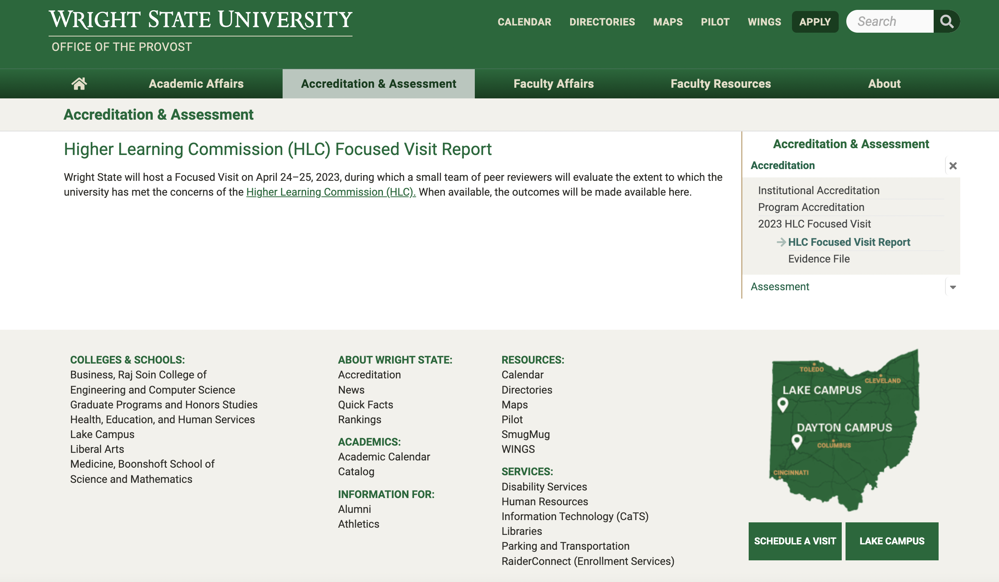 WRIGHT STATE UNIVERSITY
OFFICE OF THE PROVOST
CALENDAR
DIRECTORIES
MAPS
PILOT
WINGS
APPLY
Search
Academic Affairs
Accreditation & Assessment
Faculty Affairs
Faculty Resources
About
Accreditation & Assessment
Higher Learning Commission (HLC) Focused Visit Report
Wright State will host a Focused Visit on April 24–25, 2023, during which a small team of peer reviewers will evaluate the extent to which the
university has met the concerns of the Higher Learning Commission (HLC). When available, the outcomes will be made available here.
Accreditation & Assessment
Accreditation
Institutional Accreditation
Program Accreditation
2023 HLC Focused Visit
HLC Focused Visit Report
Evidence File
Assessment
COLLEGES & SCHOOLS:
Business, Raj Soin College of
Engineering and Computer Science
Graduate Programs and Honors Studies
Health, Education, and Human Services
Lake Campus
Liberal Arts
Medicine, Boonshoft School of
Science and Mathematics
ABOUT WRIGHT STATE:
Accreditation
News
Quick Facts
Rankings
ACADEMICS:
Academic Calendar
Catalog
INFORMATION FOR:
Alumni
Athletics
RESOURCES:
Calendar
Directories
Maps
Pilot
SmugMug
WINGS
SERVICES:
Disability Services
Human Resources
Information Technology (CaTS)
Libraries
Parking and Transportation
RaiderConnect (Enrollment Services)
TOLEDO
CLEVELAND
LAKE CAMPUS
DAYTON CAMPUS
COLUMBUS
CINCINNATI
SCHEDULE A VISIT
LAKE CAMPUS